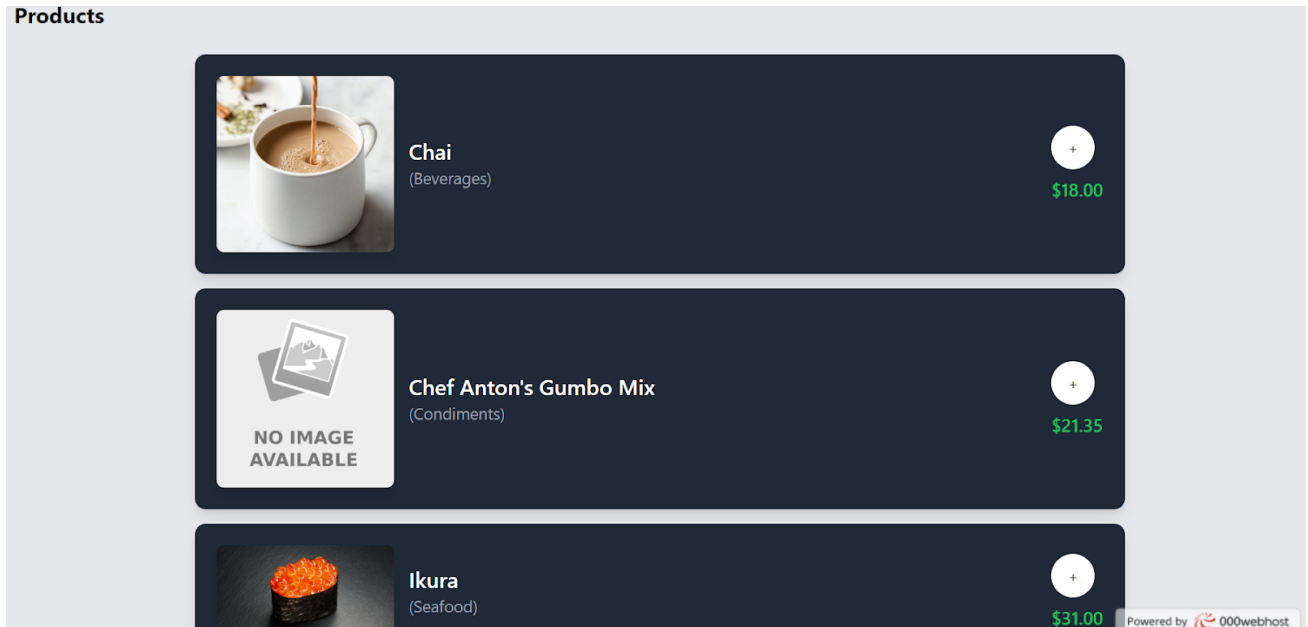 Products
Chai
(Beverages)
+
$18.00
NO IMAGE
AVAILABLE
Chef Anton's Gumbo Mix
(Condiments)
+
$21.35
Ikura
(Seafood)
+
$31.00
Powered by 000webhost